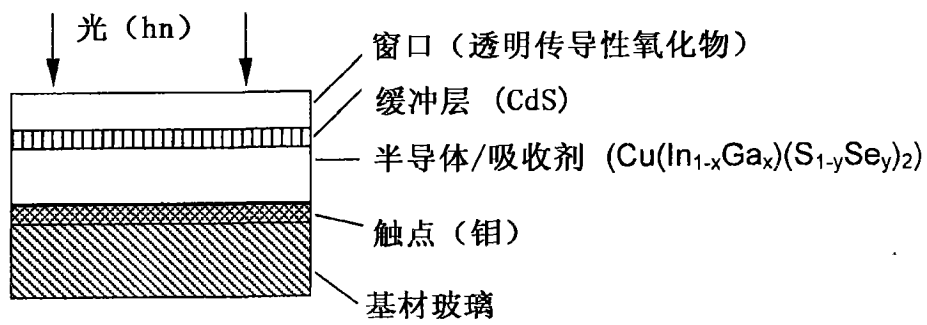 光（hn）
窗口（透明传导性氧化物）
缓冲层 (CdS)
半导体/吸收剂 (Cu(In₁₋ₓGaₓ)(S₁₋ᵧSeᵧ)₂)
触点（钼）
基材玻璃